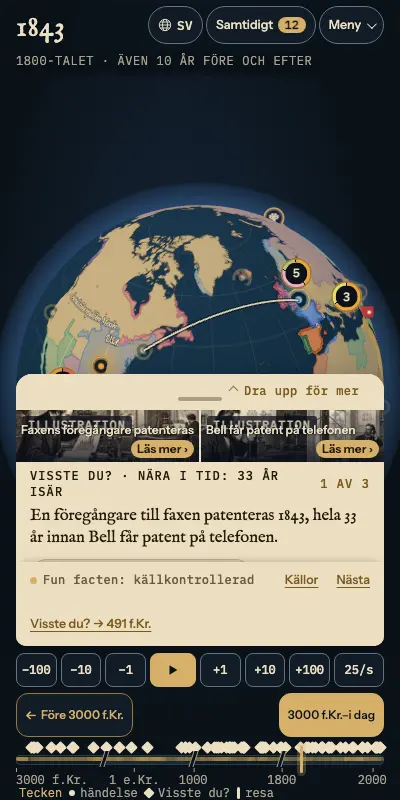 1843
SV
Samtidigt 12
Meny
1800-TALET · ÄVEN 10 ÅR FÖRE OCH EFTER
5
3
Dra upp för mer
ILLUSTRATION
Faxens föregångare patenteras
Läs mer ›
ILLUSTRATION
Bell får patent på telefonen
Läs mer ›
VISSTE DU? · NÄRA I TID: 33 ÅR ISÄR
1 AV 3
En föregångare till faxen patenteras 1843, hela 33
år innan Bell får patent på telefonen.
Fun facten: källkontrollerad
Källor
Nästa
Visste du? → 491 f.Kr.
−100
−10
−1
+1
+10
+100
25/s
← Före 3000 f.Kr.
3000 f.Kr.–i dag
3000 f.Kr.
1 e.Kr.
1000
1800
2000
Tecken
händelse
Visste du?
resa